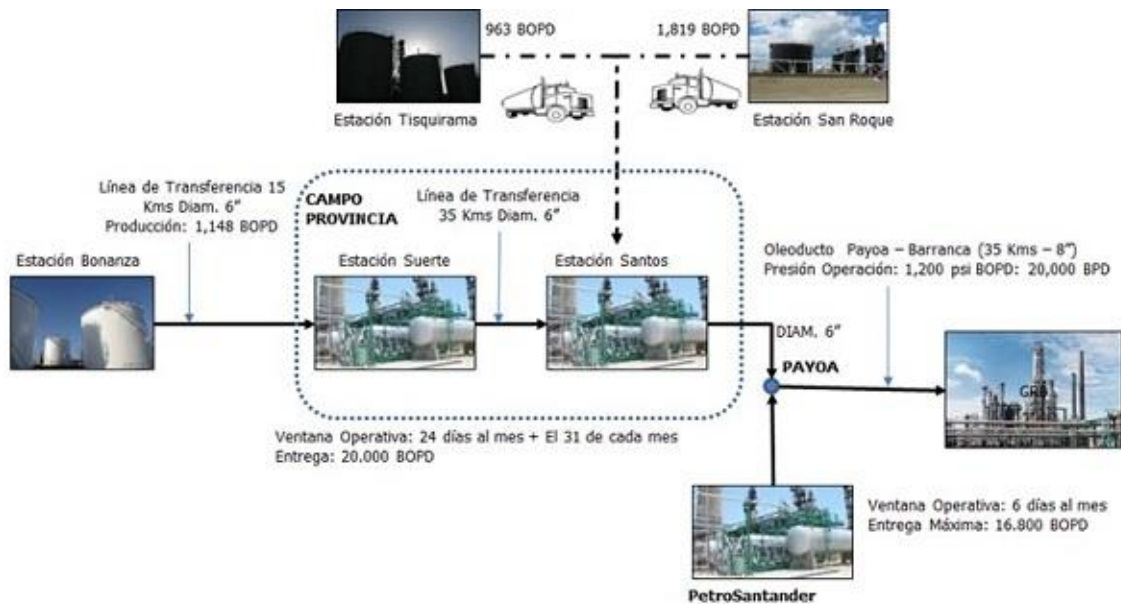 963 BOPD
1,819 BOPD
Estación Tisquirama
Estación San Roque
Línea de Transferencia 15
Kms Diam. 6”
Producción: 1,148 BOPD
CAMPO
PROVINCIA
Línea de Transferencia
35 Kms Diam. 6”
Estación Bonanza
Estación Suerte
Estación Santos
Oleoducto Payoa – Barranca (35 Kms – 8”)
Presión Operación: 1,200 psi BOPD: 20,000 BPD
DIAM. 6”
PAYOA
GRB
Ventana Operativa: 24 días al mes + El 31 de cada mes
Entrega: 20.000 BOPD
Ventana Operativa: 6 días al mes
Entrega Máxima: 16.800 BOPD
PetroSantander